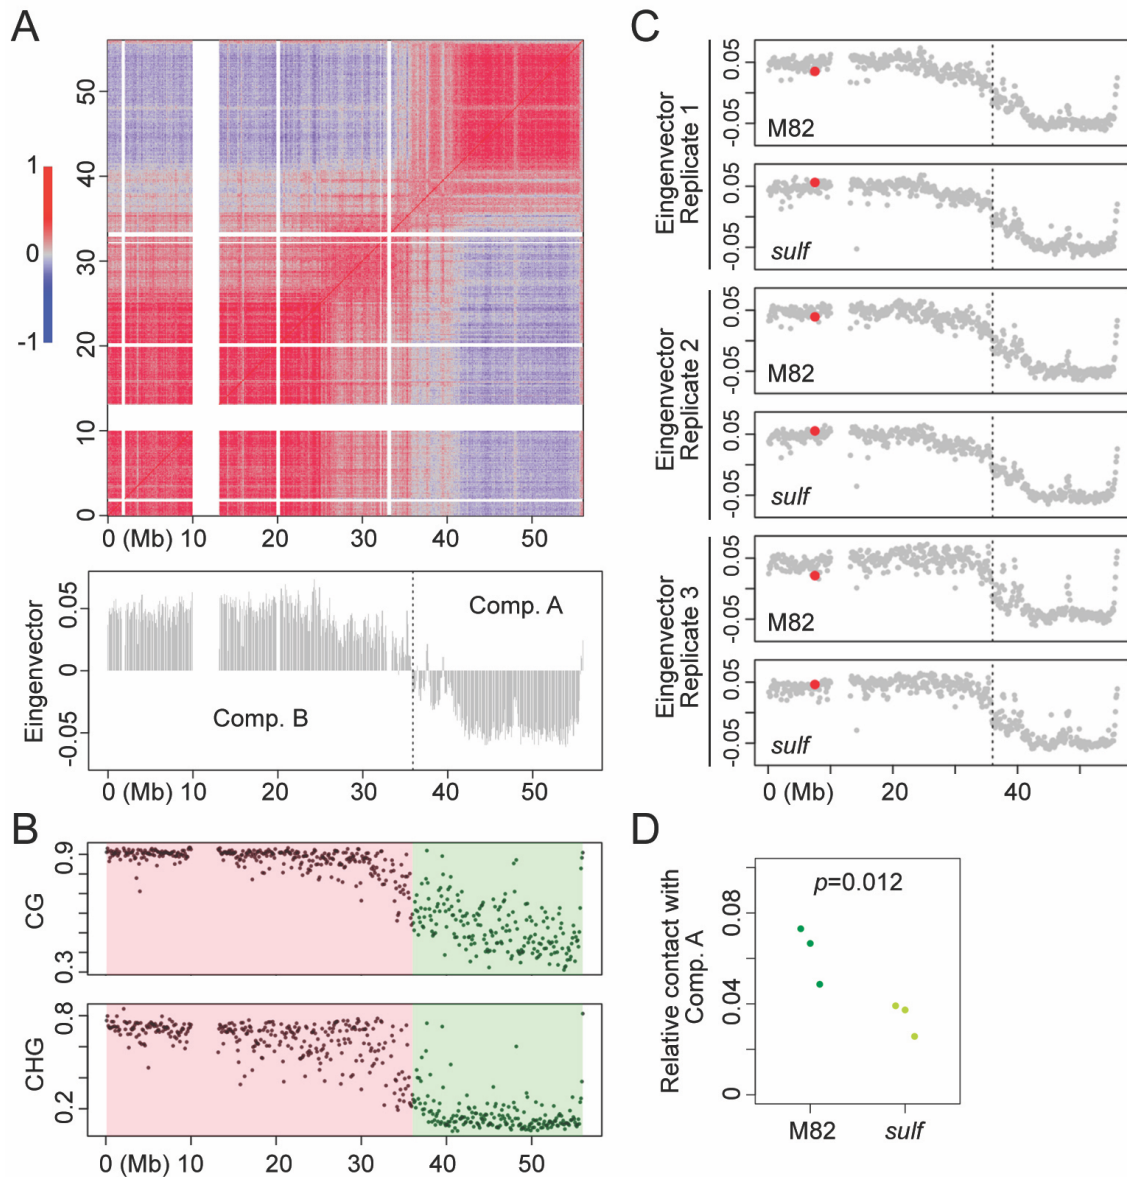 A
1
0
-1
50
40
30
20
10
0
0 (Mb) 10 20 30 40 50
Eingenvector
0.05
0
-0.05
Comp. A
Comp. B
0 (Mb) 10 20 30 40 50
B
CG
0.9
0.3
CHG
0.8
0.2
0 (Mb) 10 20 30 40 50
C
Eingenvector
Replicate 1
0.05
-0.05
M82
0.05
-0.05
sulf
Eingenvector
Replicate 2
0.05
-0.05
M82
0.05
-0.05
sulf
Eingenvector
Replicate 3
0.05
-0.05
M82
0.05
-0.05
sulf
0 (Mb) 20 40
D
Relative contact with
Comp. A
0.08
0.04
0
p=0.012
M82 sulf